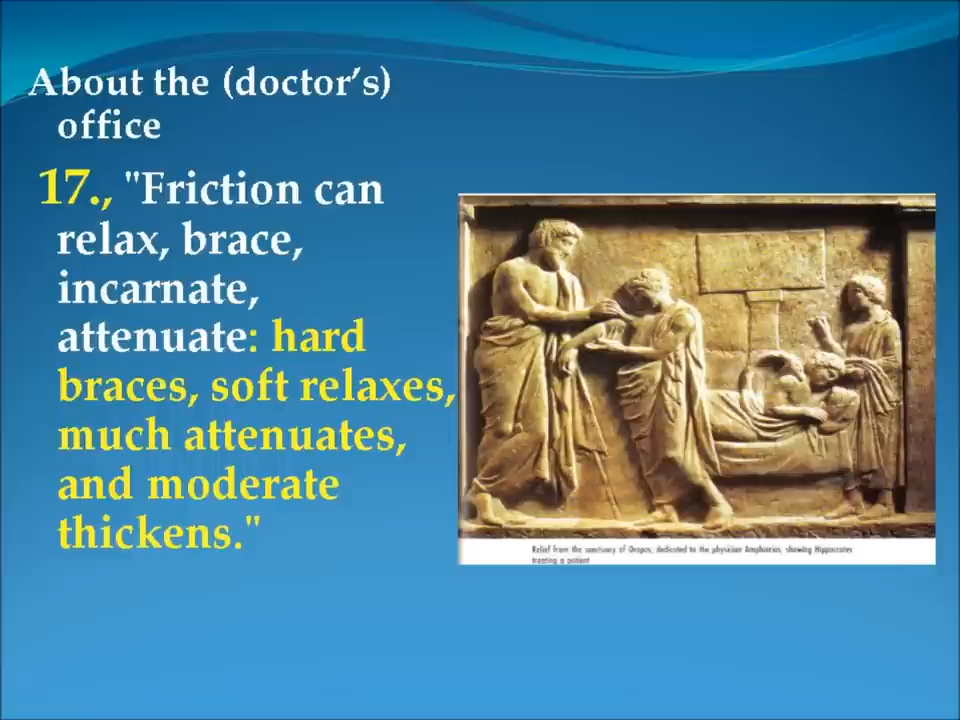 About the (doctor's)
office
17., "Friction can
relax, brace,
incarnate,
attenuate: hard
braces, soft relaxes,
much attenuates,
and moderate
thickens."
Relief from the sanctuary of Oropos, dedicated to the physician Amphiarios, showing Hippocrates
treating a patient